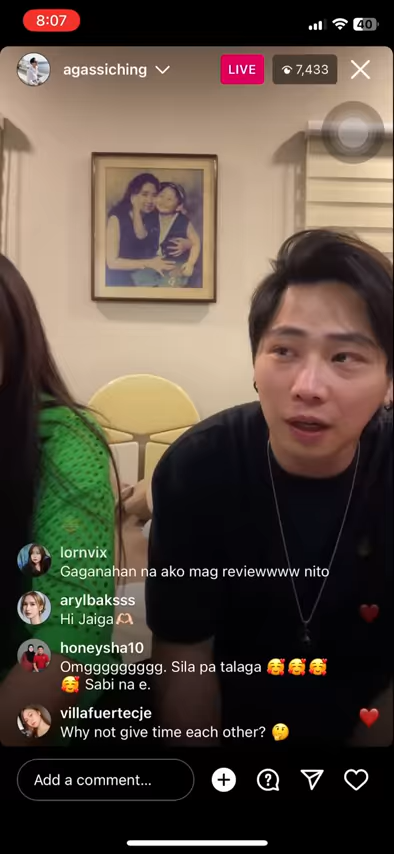 8:07
40
agassiching
LIVE
7,433
lornvix
Gaganahan na ako mag reviewwww nito
arylbaksss
Hi Jaiga🫶🏻
honeysha10
Omgggggggggg. Sila pa talaga 🥰🥰🥰
🥰 Sabi na e.
villafuertecje
Why not give time each other? 🤔
Add a comment...